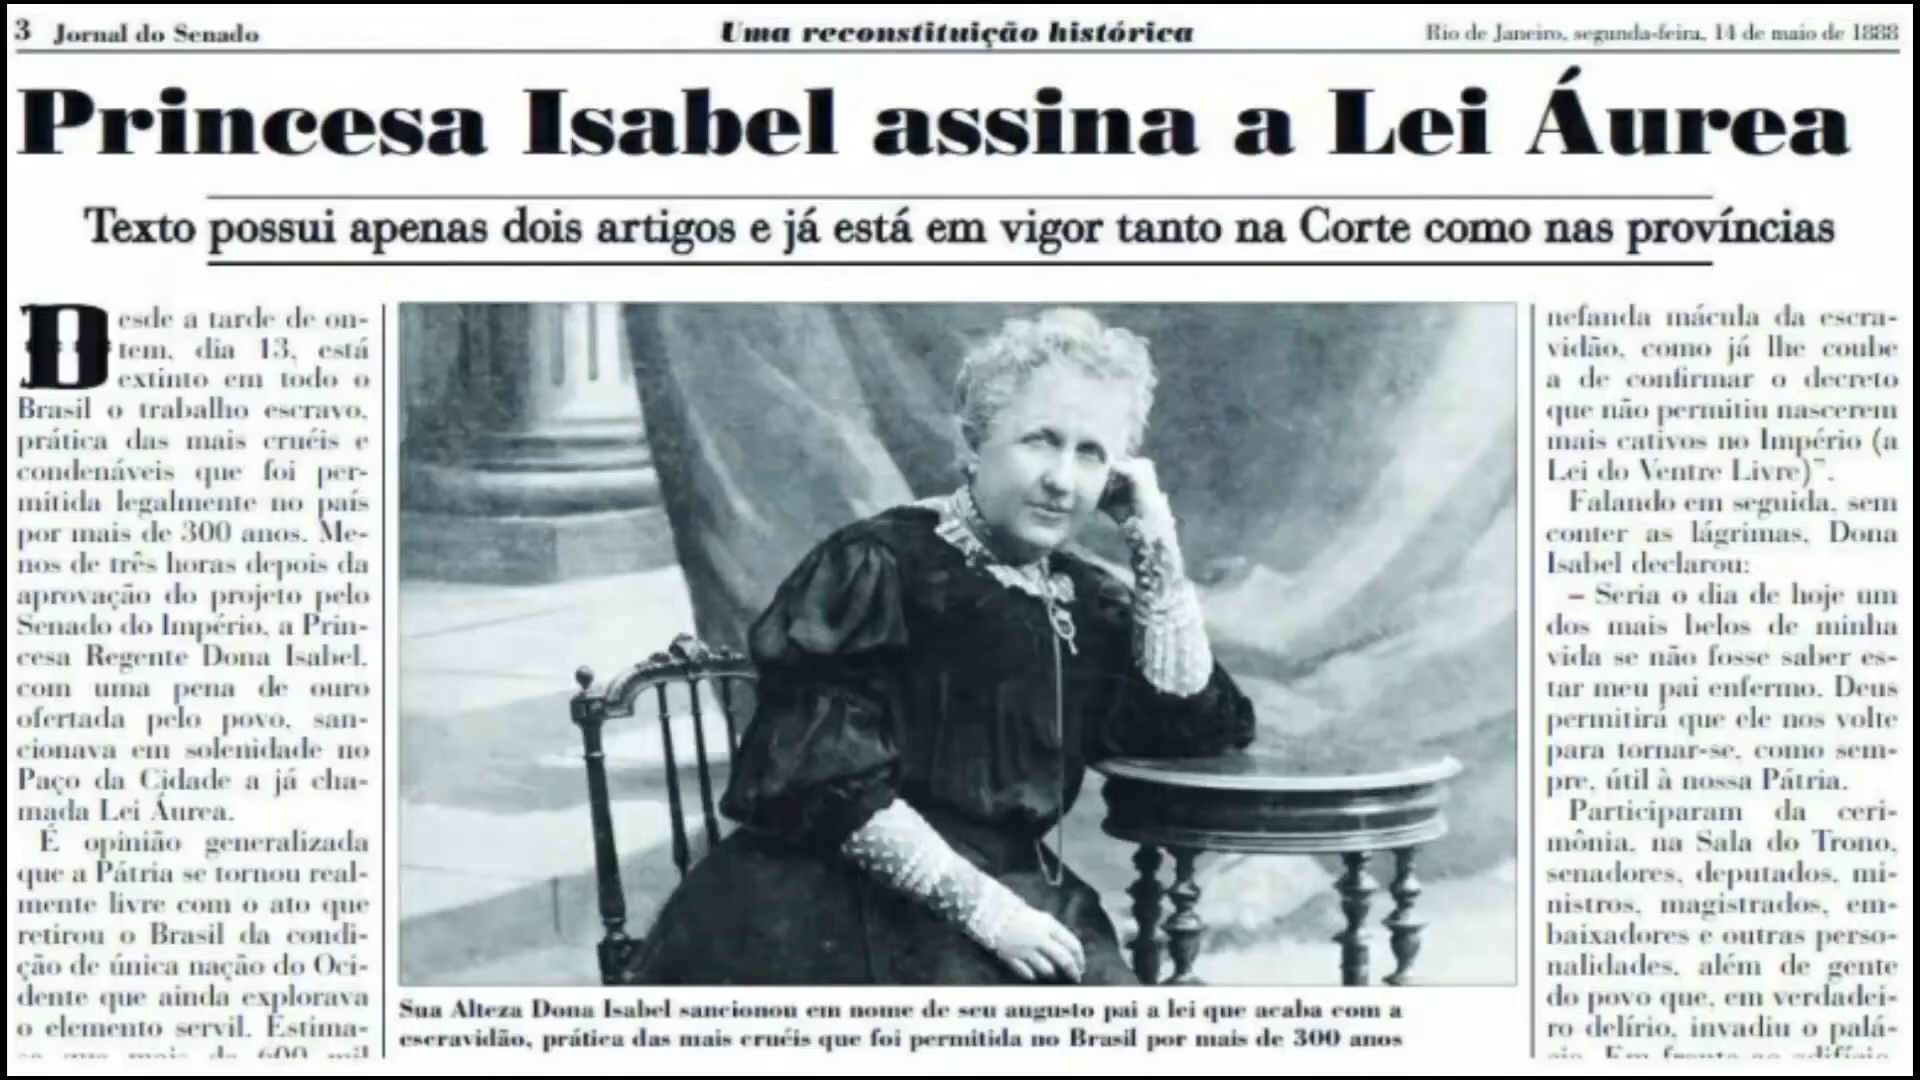 3 Jornal do Senado
Uma reconstituição histórica
Rio de Janeiro, segunda-feira, 14 de maio de 1888
Princesa Isabel assina a Lei Áurea
Texto possui apenas dois artigos e já está em vigor tanto na Corte como nas províncias
Desde a tarde de on-
tem, dia 13, está
extinto em todo o
Brasil o trabalho escravo,
prática das mais cruéis e
condenáveis que foi per-
mitida legalmente no país
por mais de 300 anos. Me-
nos de três horas depois da
aprovação do projeto pelo
Senado do Império, a Prin-
cesa Regente Dona Isabel,
com uma pena de ouro
ofertada pelo povo, san-
cionava em solenidade no
Paço da Cidade a já cha-
mada Lei Áurea.
É opinião generalizada
que a Pátria se tornou real-
mente livre com o ato que
retirou o Brasil da condi-
ção de única nação do Oci-
dente que ainda explorava
o elemento servil. Estima-
Sua Alteza Dona Isabel sancionou em nome de seu augusto pai a lei que acaba com a
escravidão, prática das mais cruéis que foi permitida no Brasil por mais de 300 anos
nefanda mácula da escra-
vidão, como já lhe coube
a de confirmar o decreto
que não permitiu nascerem
mais cativos no Império (a
Lei do Ventre Livre)".
Falando em seguida, sem
conter as lágrimas, Dona
Isabel declarou:
– Seria o dia de hoje um
dos mais belos de minha
vida se não fosse saber es-
tar meu pai enfermo. Deus
permitirá que ele nos volte
para tornar-se, como sem-
pre, útil à nossa Pátria.
Participaram da ceri-
mônia, na Sala do Trono,
senadores, deputados, mi-
nistros, magistrados, em-
baixadores e outras perso-
nalidades, além de gente
do povo que, em verdadei-
ro delírio, invadiu o palá-